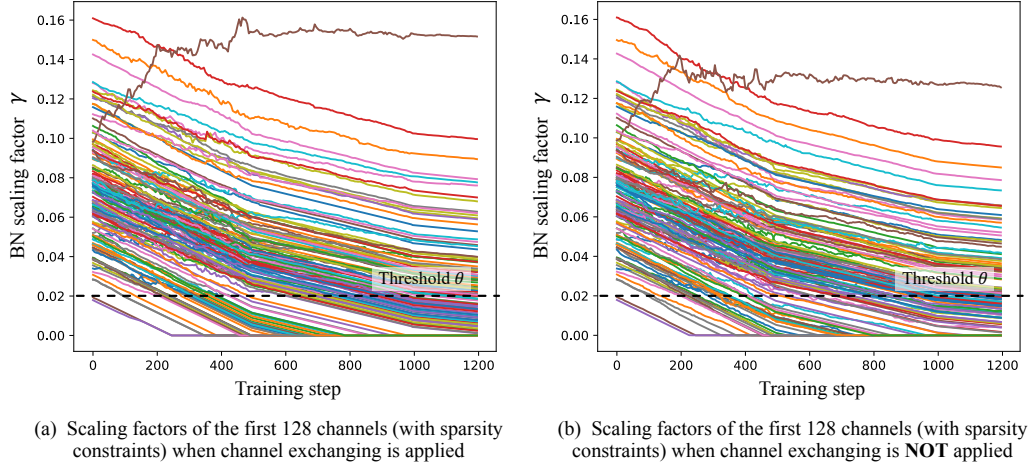 0.16
0.14
0.12
0.10
0.08
0.06
0.04
0.02
0.00
BN scaling factor γ
Threshold θ
0 200 400 600 800 1000 1200
Training step
(a) Scaling factors of the first 128 channels (with sparsity
constraints) when channel exchanging is applied
0.16
0.14
0.12
0.10
0.08
0.06
0.04
0.02
0.00
BN scaling factor γ
Threshold θ
0 200 400 600 800 1000 1200
Training step
(b) Scaling factors of the first 128 channels (with sparsity
constraints) when channel exchanging is NOT applied